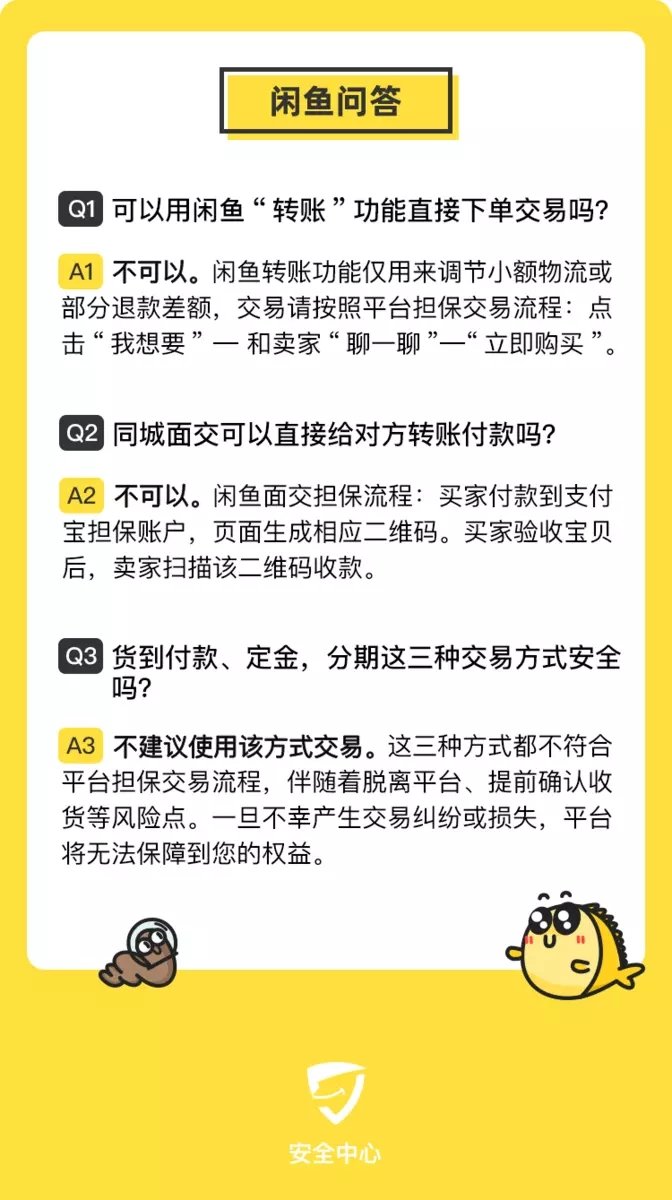 闲鱼问答
Q1 可以用闲鱼“转账”功能直接下单交易吗？
A1 不可以。闲鱼转账功能仅用来调节小额物流或
部分退款差额，交易请按照平台担保交易流程：点
击“我想要” — 和卖家“聊一聊”—“立即购买”。
Q2 同城面交可以直接给对方转账付款吗？
A2 不可以。闲鱼面交担保流程：买家付款到支付
宝担保账户，页面生成相应二维码。买家验收宝贝
后，卖家扫描该二维码收款。
Q3 货到付款、定金，分期这三种交易方式安全
吗？
A3 不建议使用该方式交易。这三种方式都不符合
平台担保交易流程，伴随着脱离平台、提前确认收
货等风险点。一旦不幸产生交易纠纷或损失，平台
将无法保障到您的权益。
安全中心